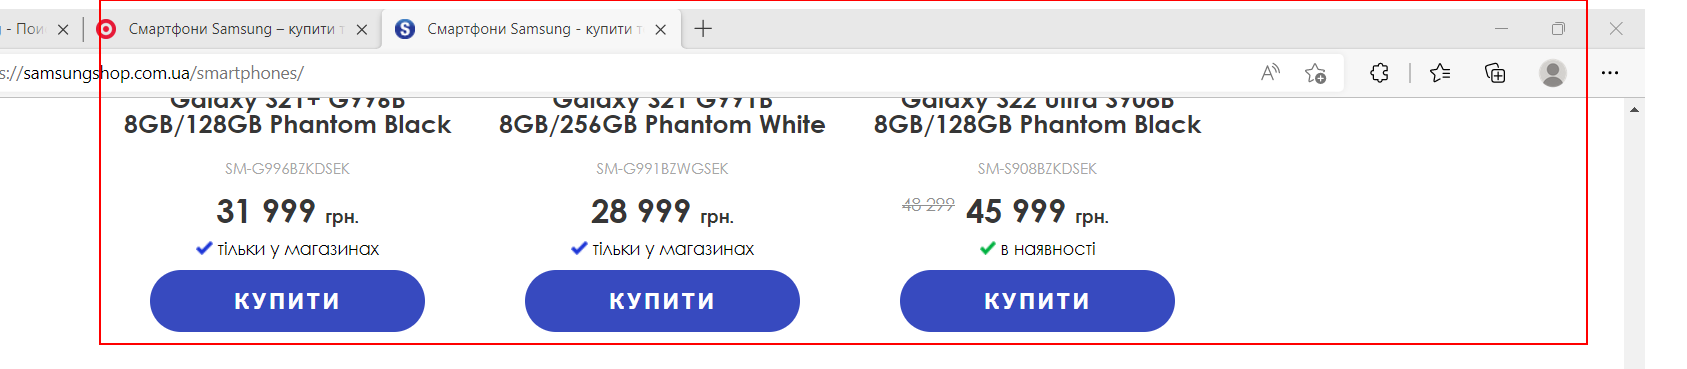 - Пои
Смартфони Samsung – купити т
Смартфони Samsung - купити т
s://samsungshop.com.ua/smartphones/
Galaxy S21+ G996B
8GB/128GB Phantom Black
SM-G996BZKDSEK
31 999 грн.
тільки у магазинах
КУПИТИ
Galaxy S21 G991B
8GB/256GB Phantom White
SM-G991BZWGSEK
28 999 грн.
тільки у магазинах
КУПИТИ
Galaxy S22 Ultra S908B
8GB/128GB Phantom Black
SM-S908BZKDSEK
48 299 45 999 грн.
в наявності
КУПИТИ